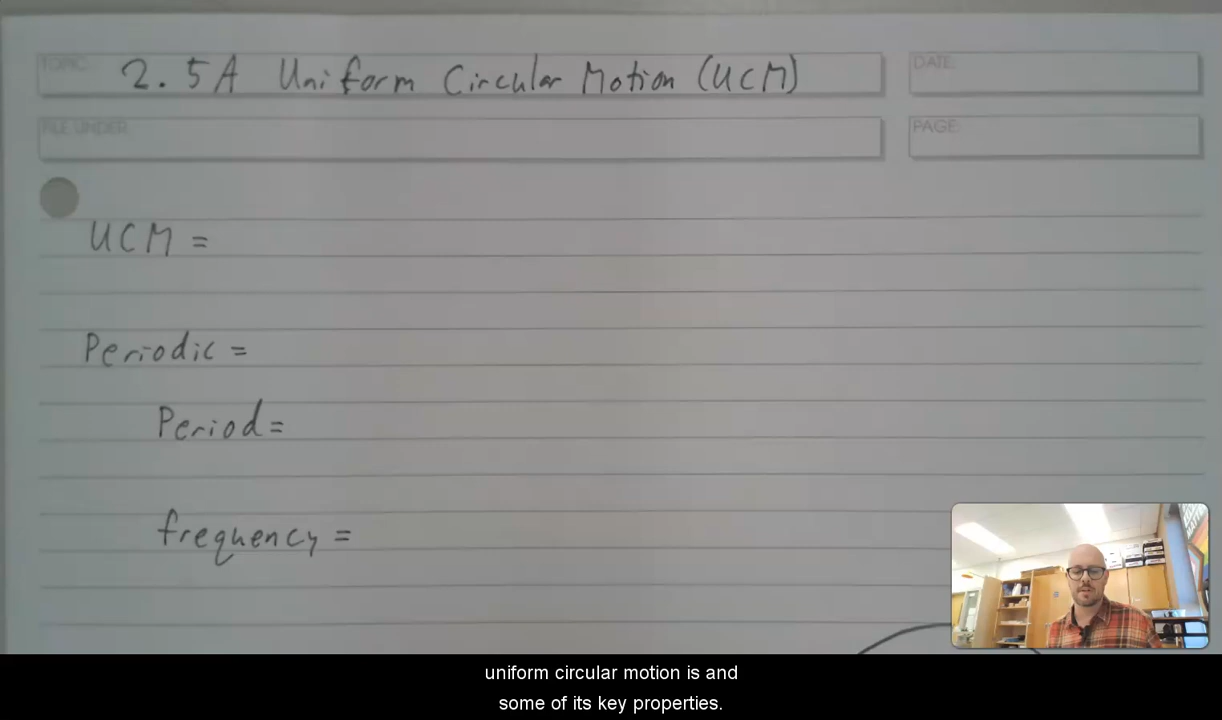 TOPIC: 2.5A Uniform Circular Motion (UCM)
DATE:
FILE UNDER:
PAGE:
UCM =
Periodic =
Period =
frequency =
uniform circular motion is and
some of its key properties.